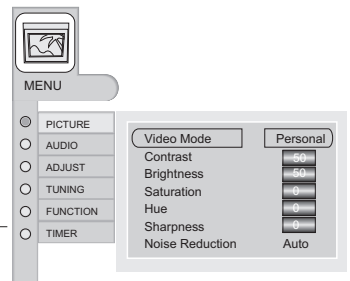 MENU
PICTURE
AUDIO
ADJUST
TUNING
FUNCTION
TIMER
Video Mode Personal
Contrast 50
Brightness 50
Saturation 0
Hue 0
Sharpness 0
Noise Reduction Auto